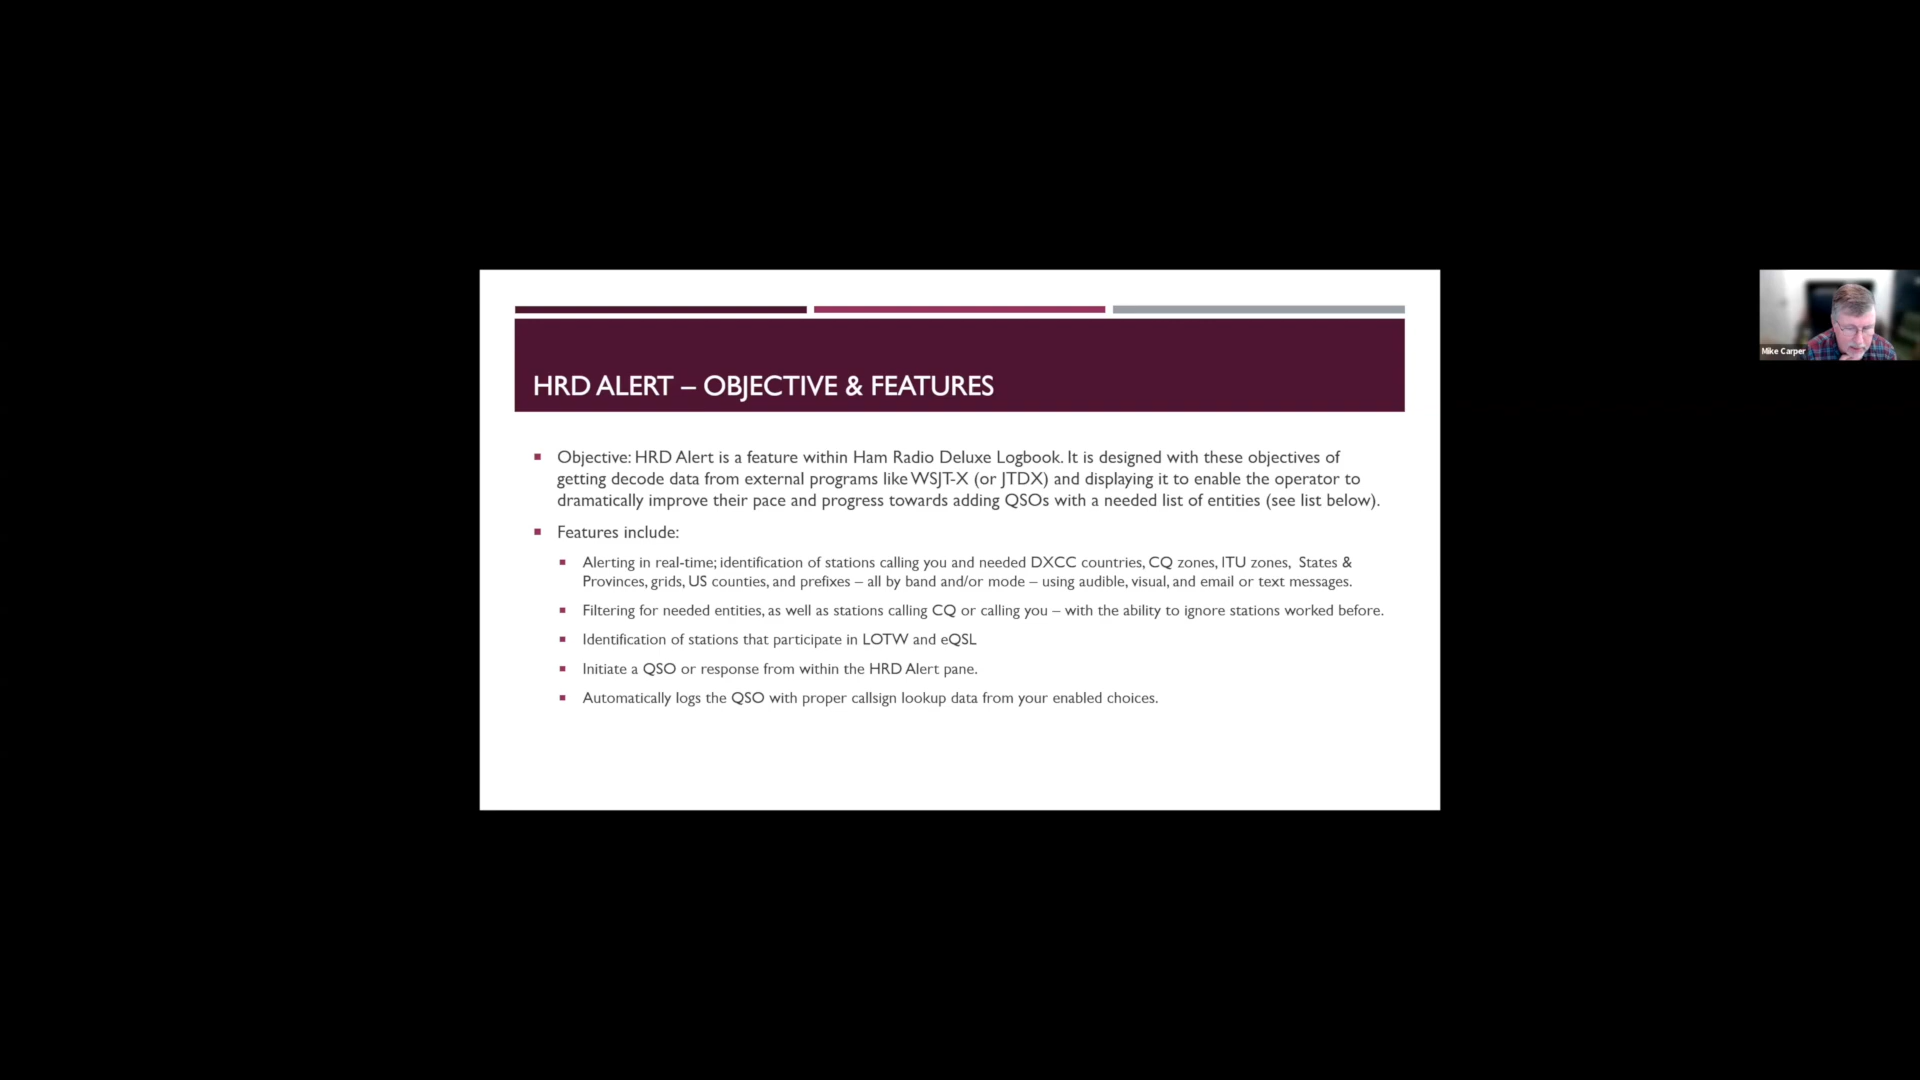 HRD ALERT – OBJECTIVE & FEATURES
Objective: HRD Alert is a feature within Ham Radio Deluxe Logbook. It is designed with these objectives of
getting decode data from external programs like WSJT-X (or JTDX) and displaying it to enable the operator to
dramatically improve their pace and progress towards adding QSOs with a needed list of entities (see list below).
Features include:
Alerting in real-time; identification of stations calling you and needed DXCC countries, CQ zones, ITU zones, States &
Provinces, grids, US counties, and prefixes – all by band and/or mode – using audible, visual, and email or text messages.
Filtering for needed entities, as well as stations calling CQ or calling you – with the ability to ignore stations worked before.
Identification of stations that participate in LOTW and eQSL
Initiate a QSO or response from within the HRD Alert pane.
Automatically logs the QSO with proper callsign lookup data from your enabled choices.
Mike Carper